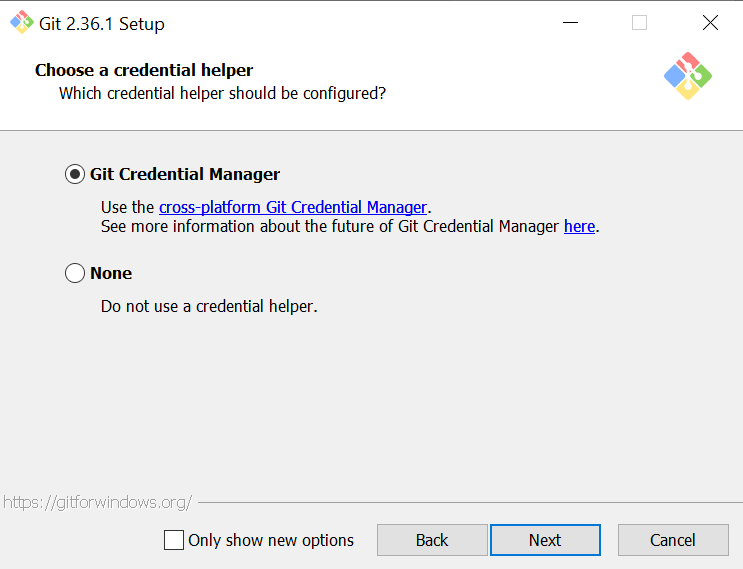 Git 2.36.1 Setup
Choose a credential helper
Which credential helper should be configured?
Git Credential Manager
Use the cross-platform Git Credential Manager.
See more information about the future of Git Credential Manager here.
None
Do not use a credential helper.
https://gitforwindows.org/
Only show new options
Back
Next
Cancel